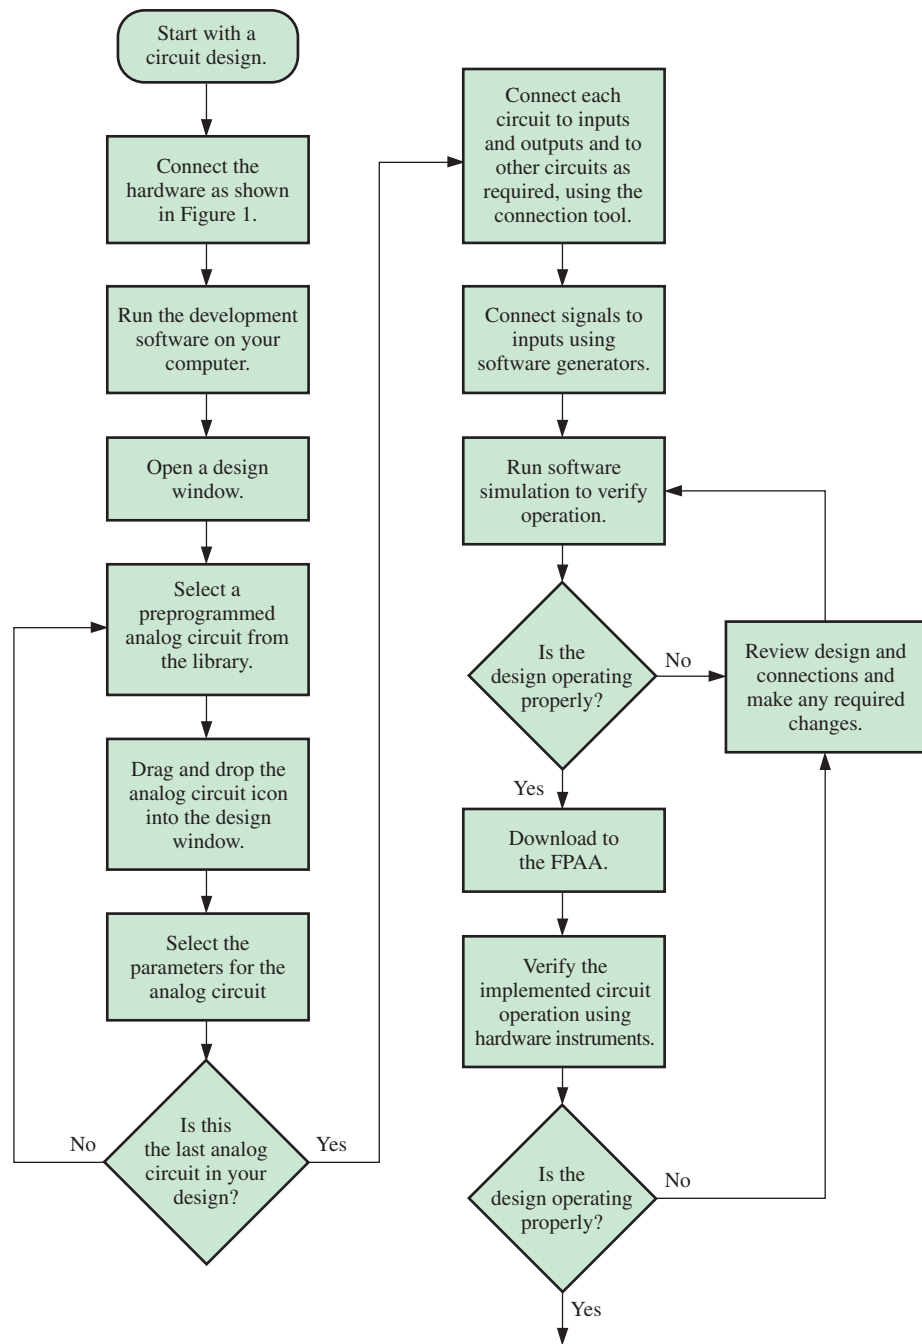 Start with a
circuit design.
Connect the
hardware as shown
in Figure 1.
Run the development
software on your
computer.
Open a design
window.
Select a
preprogrammed
analog circuit from
the library.
Drag and drop the
analog circuit icon
into the design
window.
Select the
parameters for the
analog circuit
Is this
the last analog
circuit in your
design?
No
Yes
Connect each
circuit to inputs
and outputs and to
other circuits as
required, using the
connection tool.
Connect signals to
inputs using
software generators.
Run software
simulation to verify
operation.
Is the
design operating
properly?
No
Review design and
connections and
make any required
changes.
Yes
Download to
the FPAA.
Verify the
implemented circuit
operation using
hardware instruments.
Is the
design operating
properly?
No
Yes